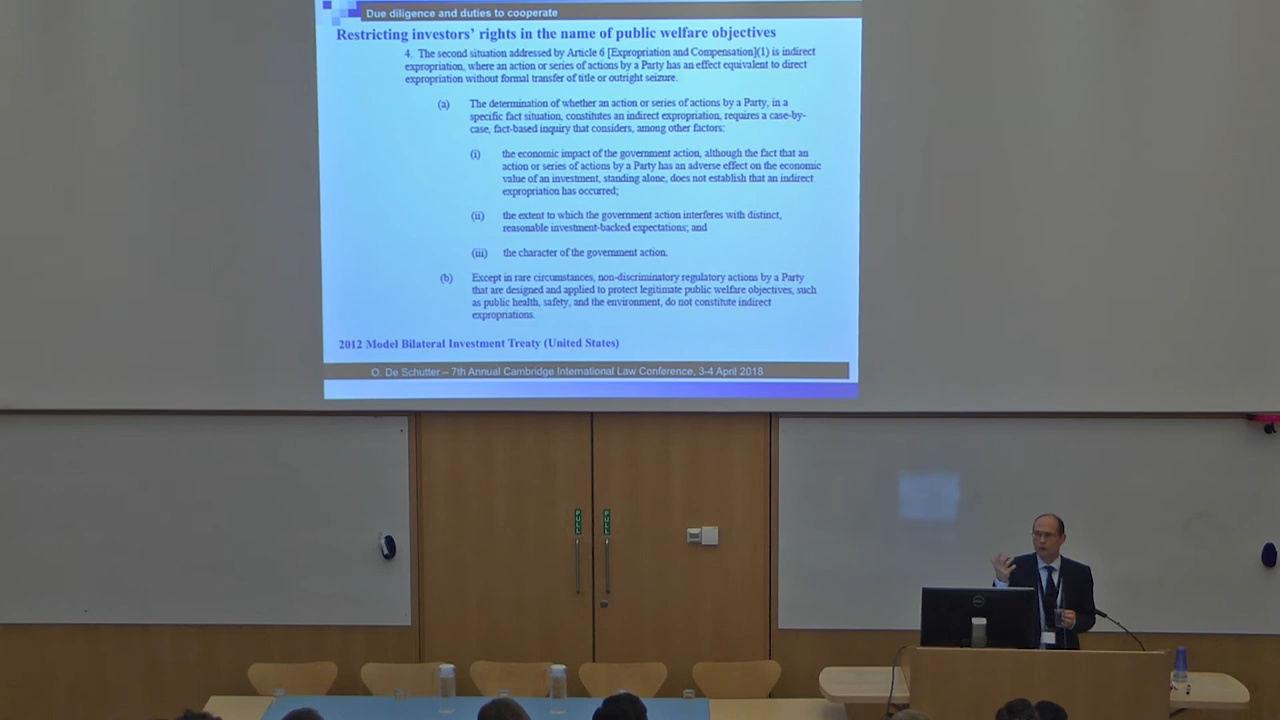 Due diligence and duties to cooperate
Restricting investors’ rights in the name of public welfare objectives
4. The second situation addressed by Article 6 [Expropriation and Compensation](1) is indirect
expropriation, where an action or series of actions by a Party has an effect equivalent to direct
expropriation without formal transfer of title or outright seizure.
(a) The determination of whether an action or series of actions by a Party, in a
specific fact situation, constitutes an indirect expropriation, requires a case-by-
case, fact-based inquiry that considers, among other factors:
(i) the economic impact of the government action, although the fact that an
action or series of actions by a Party has an adverse effect on the economic
value of an investment, standing alone, does not establish that an indirect
expropriation has occurred;
(ii) the extent to which the government action interferes with distinct,
reasonable investment-backed expectations; and
(iii) the character of the government action.
(b) Except in rare circumstances, non-discriminatory regulatory actions by a Party
that are designed and applied to protect legitimate public welfare objectives, such
as public health, safety, and the environment, do not constitute indirect
expropriations.
2012 Model Bilateral Investment Treaty (United States)
O. De Schutter – 7th Annual Cambridge International Law Conference, 3-4 April 2018
PULL
PULL
DELL